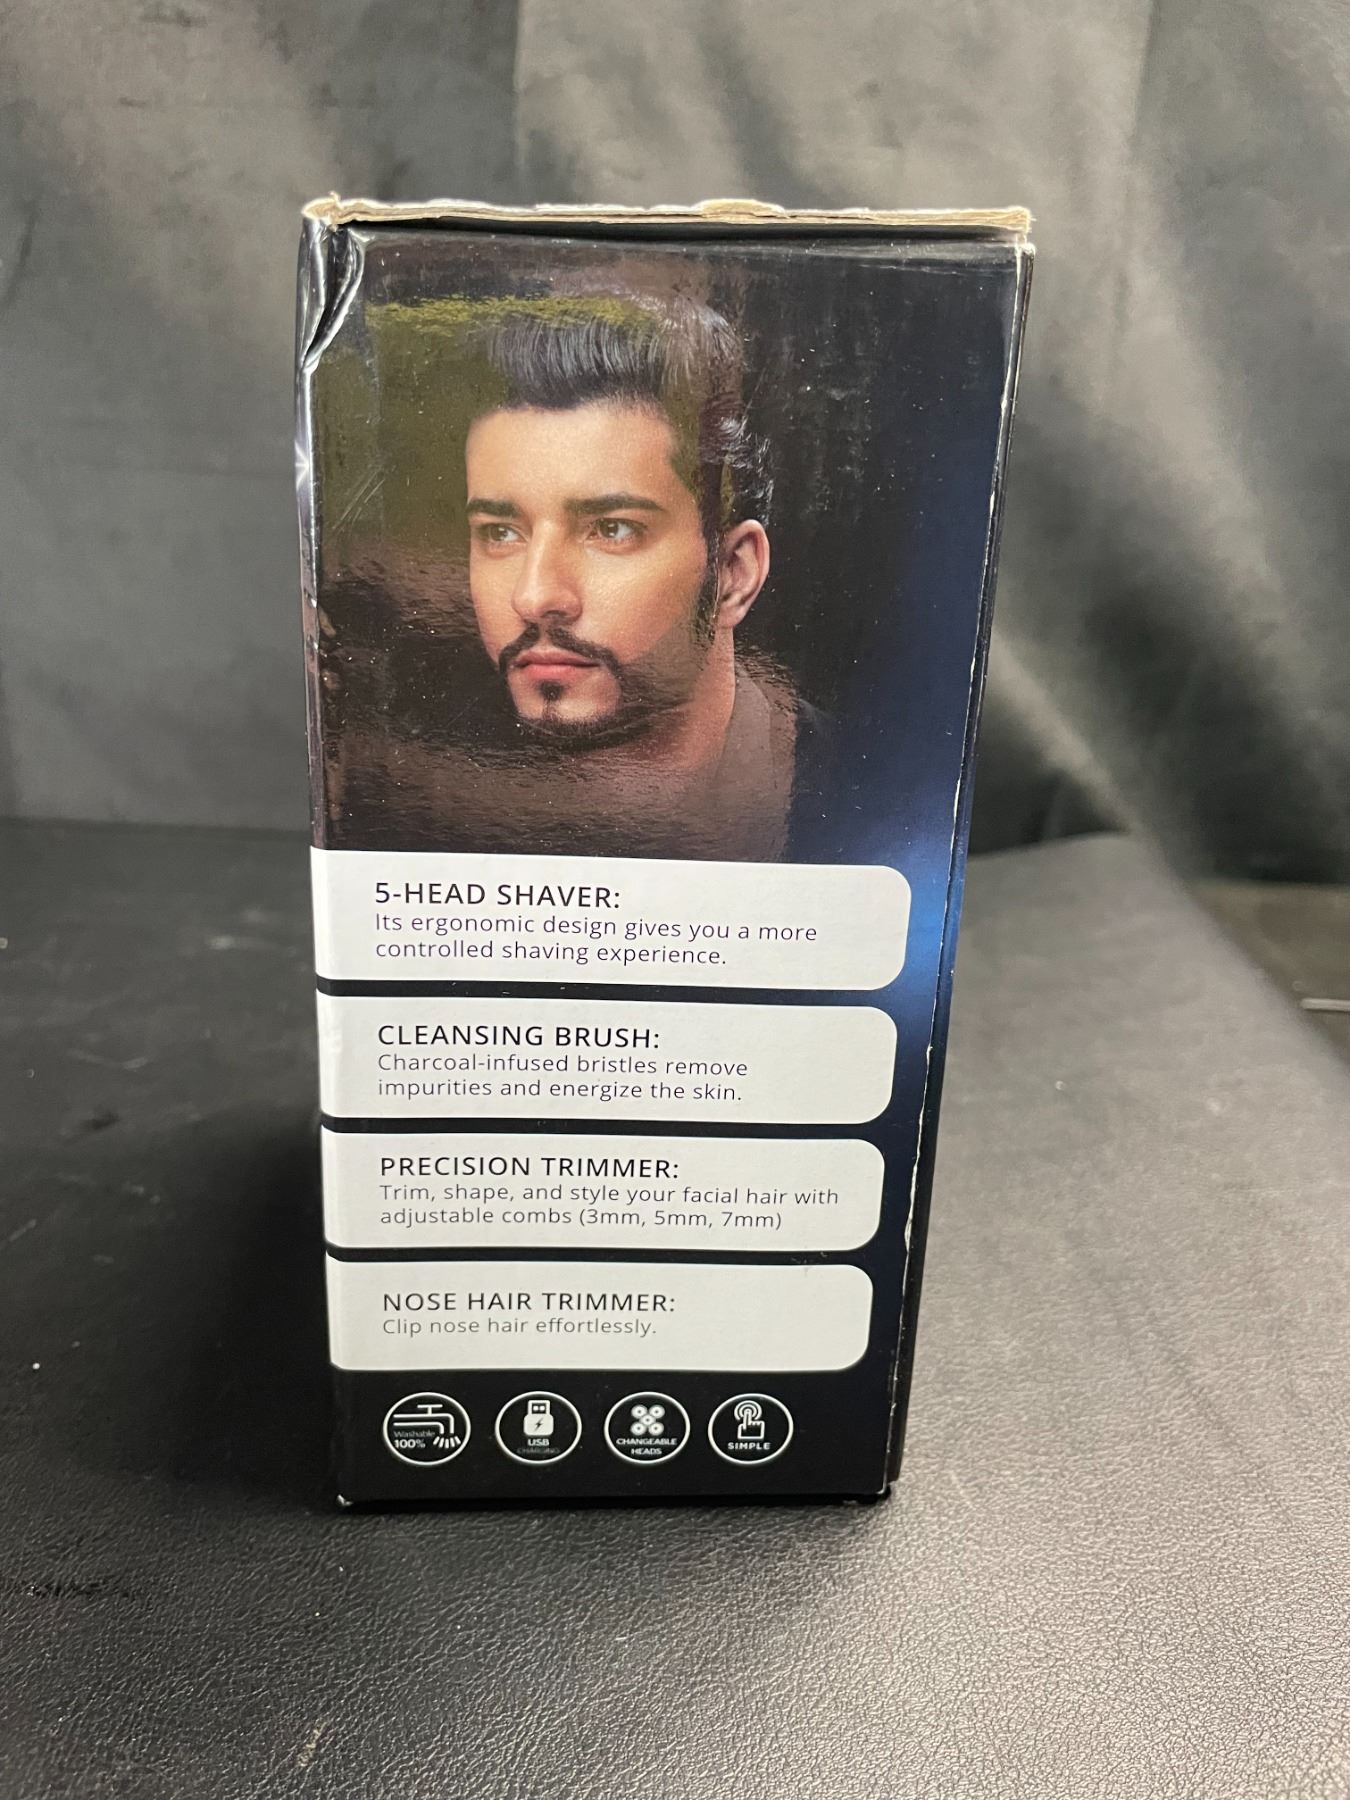 5-HEAD SHAVER:
Its ergonomic design gives you a more
controlled shaving experience.
CLEANSING BRUSH:
Charcoal-infused bristles remove
impurities and energize the skin.
PRECISION TRIMMER:
Trim, shape, and style your facial hair with
adjustable combs (3mm, 5mm, 7mm)
NOSE HAIR TRIMMER:
Clip nose hair effortlessly.
Washable
100%
USB
CHARGING
CHANGEABLE
HEADS
SIMPLE